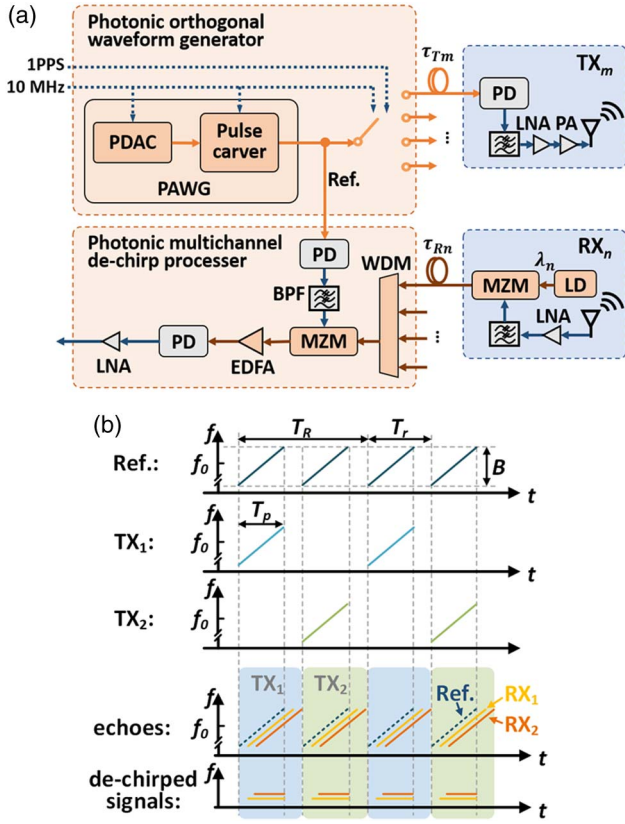 (a)
Photonic orthogonal
waveform generator
1PPS
10 MHz
PDAC
Pulse
carver
PAWG
Ref.
τTm
TXm
PD
LNA PA
Photonic multichannel
de-chirp processer
PD
BPF
WDM
τRn
RXn
MZM
λn
LD
LNA
LNA
PD
EDFA
MZM
(b)
f
TR
Tr
Ref.:
f0
B
t
f
Tp
TX1:
f0
t
f
TX2:
f0
t
f
TX1
TX2
Ref.
RX1
RX2
echoes:
f0
t
f
de-chirped
signals:
t